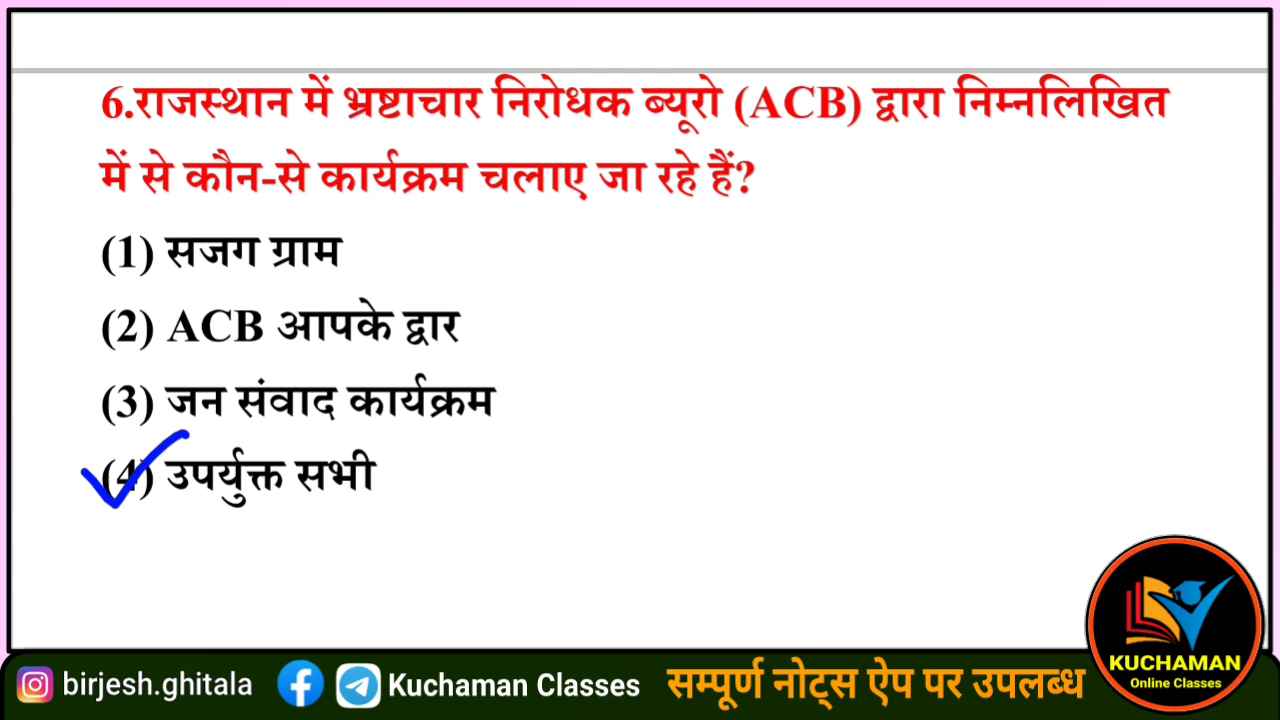 6.राजस्थान में भ्रष्टाचार निरोधक ब्यूरो (ACB) द्वारा निम्नलिखित
में से कौन-से कार्यक्रम चलाए जा रहे हैं?
(1) सजग ग्राम
(2) ACB आपके द्वार
(3) जन संवाद कार्यक्रम
(4) उपर्युक्त सभी
KUCHAMAN
Online Classes
birjesh.ghitala
Kuchaman Classes
सम्पूर्ण नोट्स ऐप पर उपलब्ध